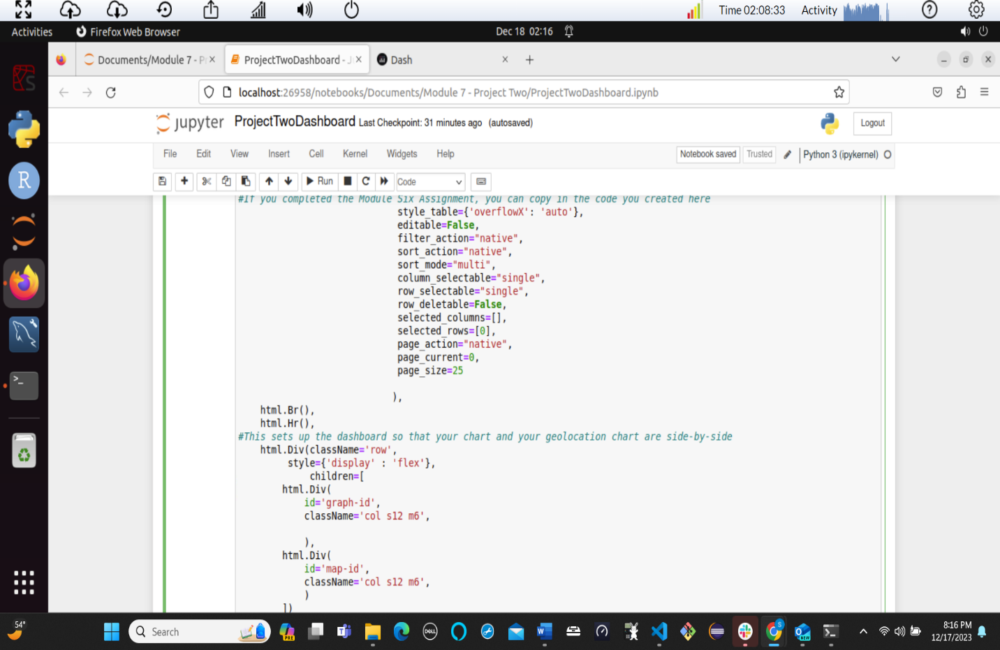 Time 02:08:33 Activity
Activities Firefox Web Browser Dec 18 02:16
Documents/Module 7 - Pr ProjectTwoDashboard - J Dash
localhost:26958/notebooks/Documents/Module 7 - Project Two/ProjectTwoDashboard.ipynb
jupyter ProjectTwoDashboard Last Checkpoint: 31 minutes ago (autosaved) Logout
File Edit View Insert Cell Kernel Widgets Help Notebook saved Trusted Python 3 (ipykernel)
Run Code
#If you completed the Module Six Assignment, you can copy in the code you created here
style_table={'overflowX': 'auto'},
editable=False,
filter_action="native",
sort_action="native",
sort_mode="multi",
column_selectable="single",
row_selectable="single",
row_deletable=False,
selected_columns=[],
selected_rows=[0],
page_action="native",
page_current=0,
page_size=25
),
html.Br(),
html.Hr(),
#This sets up the dashboard so that your chart and your geolocation chart are side-by-side
html.Div(className='row',
style={'display' : 'flex'},
children=[
html.Div(
id='graph-id',
className='col s12 m6',
),
html.Div(
id='map-id',
className='col s12 m6',
)
])
54°
Search
PRE
DELL
NEW
8:16 PM
12/17/2023